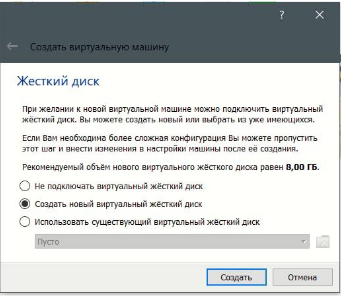 ?
Создать виртуальную машину
Жесткий диск
При желании к новой виртуальной машине можно подключить виртуальный
жёсткий диск. Вы можете создать новый или выбрать из уже имеющихся.
Если Вам необходима более сложная конфигурация Вы можете пропустить
этот шаг и внести изменения в настройки машины после её создания.
Рекомендуемый объём нового виртуального жёсткого диска равен 8,00 ГБ.
Не подключать виртуальный жёсткий диск
Создать новый виртуальный жёсткий диск
Использовать существующий виртуальный жёсткий диск
Пусто
Создать Отмена